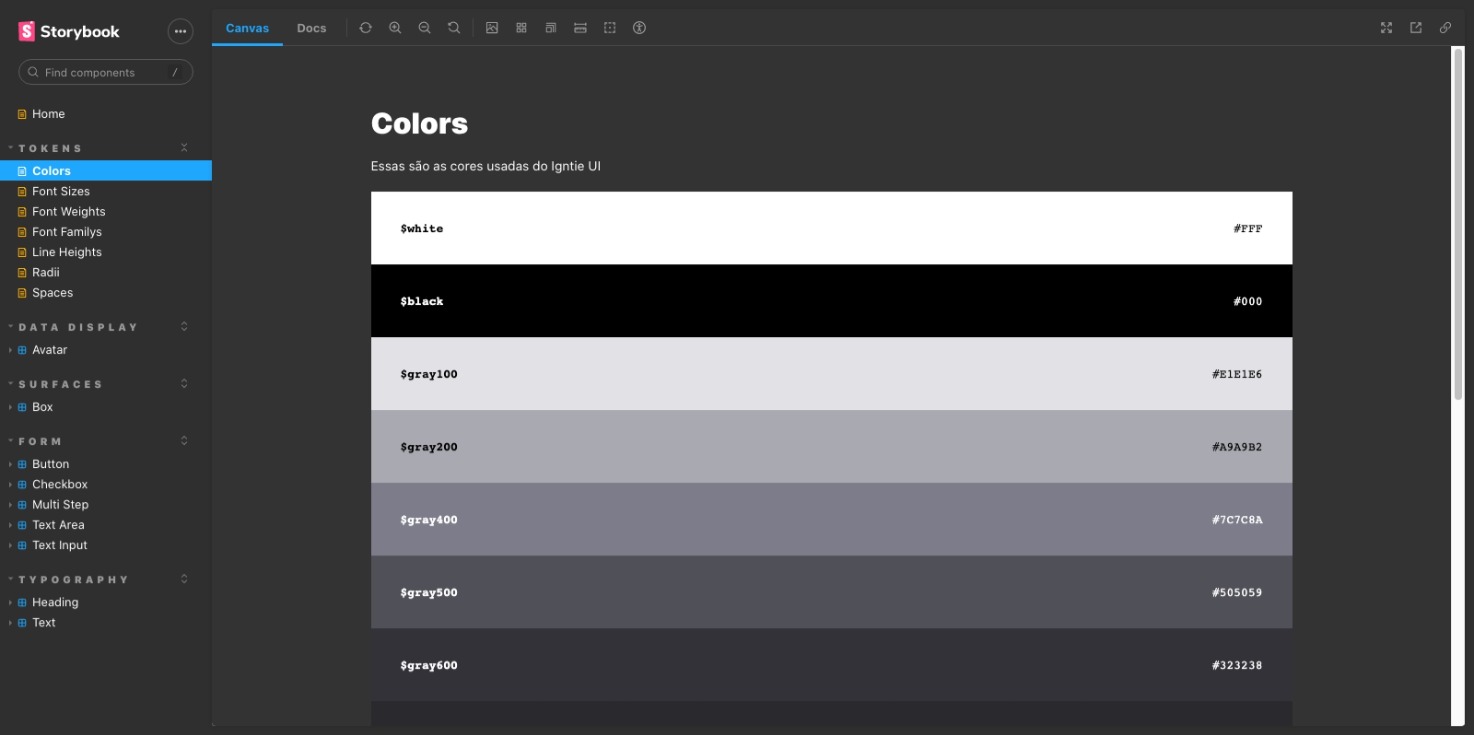 Storybook
Find components /
Home
TOKENS
Colors
Font Sizes
Font Weights
Font Familys
Line Heights
Radii
Spaces
DATA DISPLAY
Avatar
SURFACES
Box
FORM
Button
Checkbox
Multi Step
Text Area
Text Input
TYPOGRAPHY
Heading
Text
Canvas Docs
Colors
Essas são as cores usadas do Igntie UI
$white #FFF
$black #000
$gray100 #E1E1E6
$gray200 #A9A9B2
$gray400 #7C7C8A
$gray500 #505059
$gray600 #323238